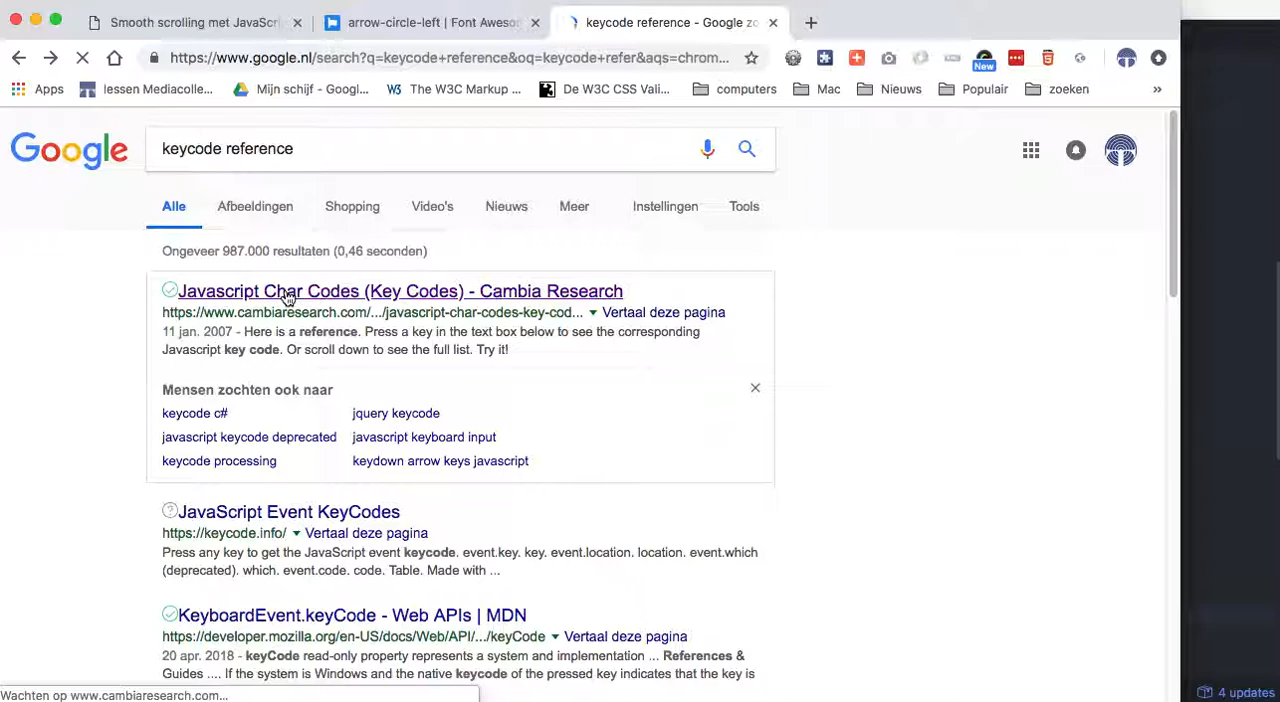 Smooth scrolling met JavaScri
arrow-circle-left | Font Aweso
keycode reference - Google zo
https://www.google.nl/search?q=keycode+reference&oq=keycode+refer&aqs=chrom...
New
Apps
lessen Mediacolle...
Mijn schijf - Googl...
The W3C Markup ...
De W3C CSS Vali...
computers
Mac
Nieuws
Populair
zoeken
»
Google
keycode reference
Alle
Afbeeldingen
Shopping
Video's
Nieuws
Meer
Instellingen
Tools
Ongeveer 987.000 resultaten (0,46 seconden)
Javascript Char Codes (Key Codes) - Cambia Research
https://www.cambiaresearch.com/.../javascript-char-codes-key-cod... Vertaal deze pagina
11 jan. 2007 - Here is a reference. Press a key in the text box below to see the corresponding
Javascript key code. Or scroll down to see the full list. Try it!
Mensen zochten ook naar
keycode c# jquery keycode
javascript keycode deprecated javascript keyboard input
keycode processing keydown arrow keys javascript
JavaScript Event KeyCodes
https://keycode.info/ Vertaal deze pagina
Press any key to get the JavaScript event keycode. event.key. key. event.location. location. event.which
(deprecated). which. event.code. code. Table. Made with ...
KeyboardEvent.keyCode - Web APIs | MDN
https://developer.mozilla.org/en-US/docs/Web/API/.../keyCode Vertaal deze pagina
20 apr. 2018 - keyCode read-only property represents a system and implementation ... References &
Guides .... If the system is Windows and the native keycode of the pressed key indicates that the key is
Wachten op www.cambiaresearch.com...
4 updates